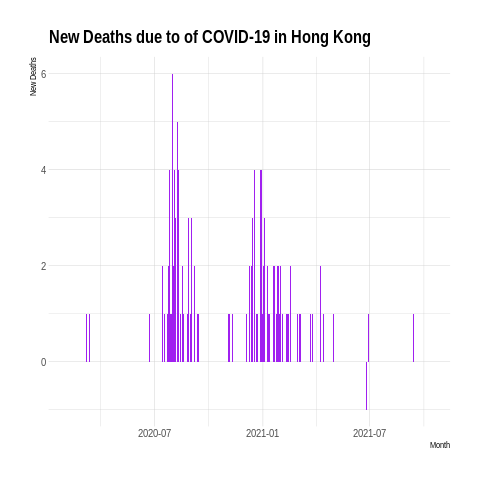 New Deaths due to of COVID-19 in Hong Kong
New Deaths
6
4
2
0
2020-07
2021-01
2021-07
Month